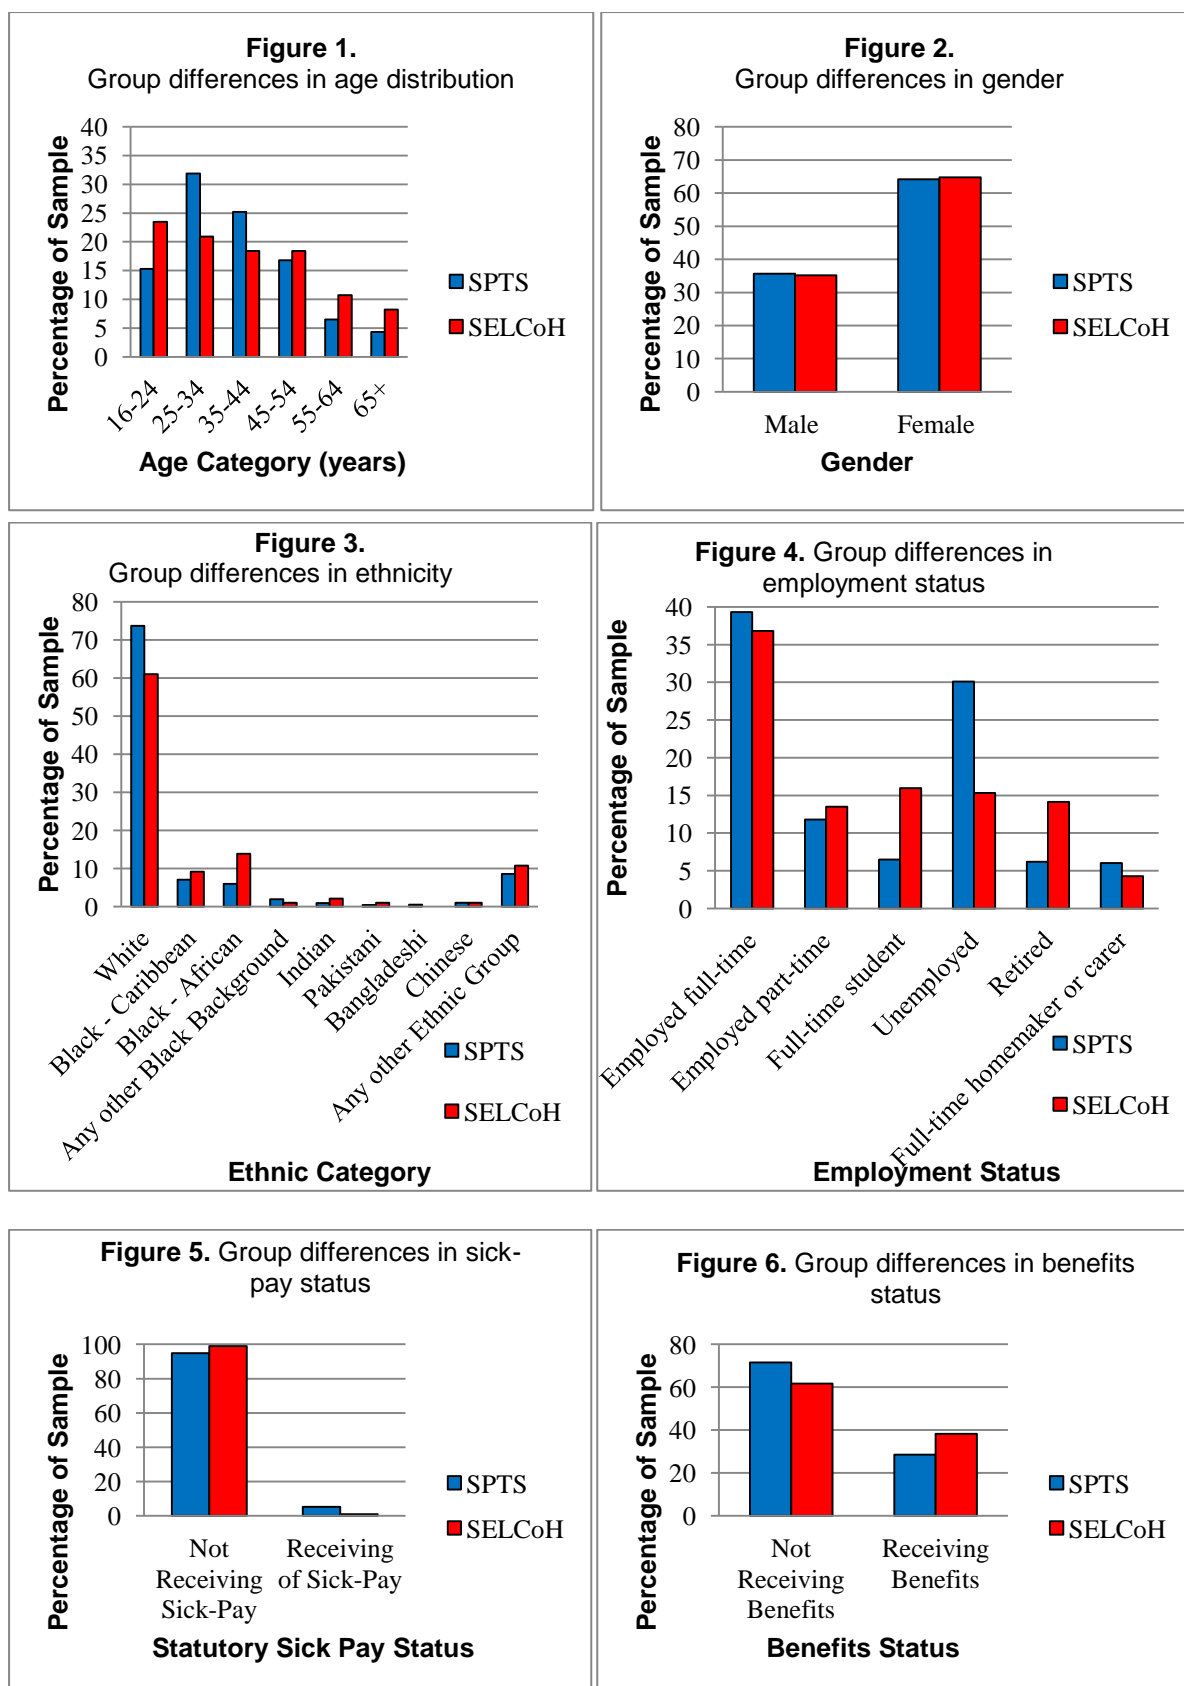 Figure 1.
Group differences in age distribution
40
35
30
25
20
15
10
5
0
Percentage of Sample
16-24
25-34
35-44
45-54
55-64
65+
Age Category (years)
SPTS
SELCoH
Figure 2.
Group differences in gender
80
70
60
50
40
30
20
10
0
Percentage of Sample
Male
Female
Gender
SPTS
SELCoH
Figure 3.
Group differences in ethnicity
80
70
60
50
40
30
20
10
0
Percentage of Sample
White
Black - Caribbean
Black - African
Any other Black Background
Indian
Pakistani
Bangladeshi
Chinese
Any other Ethnic Group
SPTS
SELCoH
Ethnic Category
Figure 4. Group differences in
employment status
40
35
30
25
20
15
10
5
0
Percentage of Sample
Employed full-time
Employed part-time
Full-time student
Unemployed
Retired
Full-time homemaker or carer
SPTS
SELCoH
Employment Status
Figure 5. Group differences in sick-
pay status
100
80
60
40
20
0
Percentage of Sample
Not
Receiving
Sick-Pay
Receiving
of Sick-Pay
Statutory Sick Pay Status
SPTS
SELCoH
Figure 6. Group differences in benefits
status
80
60
40
20
0
Percentage of Sample
Not
Receiving
Benefits
Receiving
Benefits
Benefits Status
SPTS
SELCoH